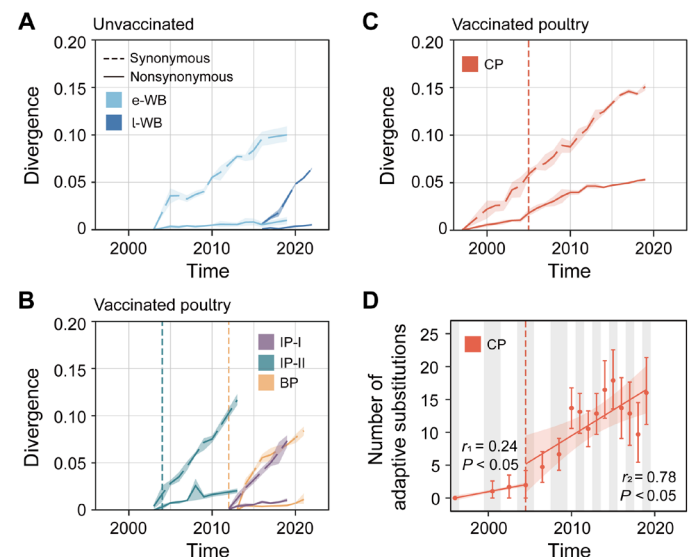 A
Unvaccinated
0.20
0.15
0.10
0.05
0
Divergence
Synonymous
Nonsynonymous
e-WB
l-WB
2000
2010
2020
Time
C
Vaccinated poultry
0.20
0.15
0.10
0.05
0
Divergence
CP
2000
2010
2020
Time
B
Vaccinated poultry
0.20
0.15
0.10
0.05
0
Divergence
IP-I
IP-II
BP
2000
2010
2020
Time
D
25
20
15
10
5
0
Number of
adaptive substitutions
CP
r₁ = 0.24
P < 0.05
r₂ = 0.78
P < 0.05
2000
2010
2020
Time